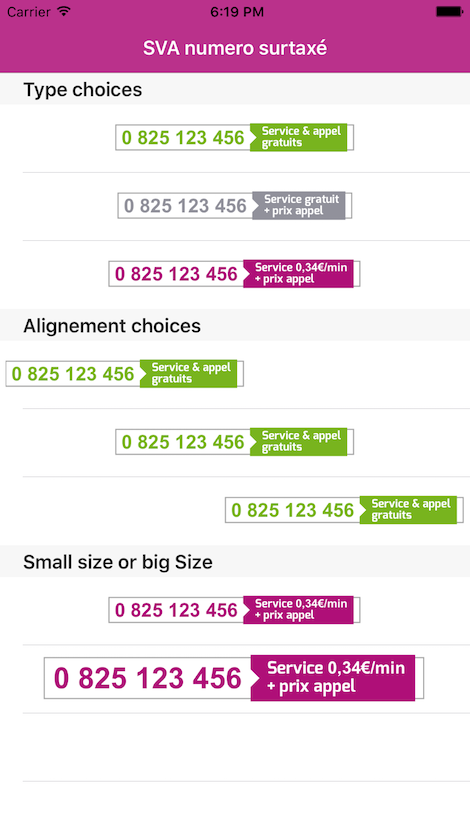 Carrier 6:19 PM
SVA numero surtaxé
Type choices
0 825 123 456 Service & appel
gratuits
0 825 123 456 Service gratuit
+ prix appel
0 825 123 456 Service 0,34€/min
+ prix appel
Alignement choices
0 825 123 456 Service & appel
gratuits
0 825 123 456 Service & appel
gratuits
0 825 123 456 Service & appel
gratuits
Small size or big Size
0 825 123 456 Service 0,34€/min
+ prix appel
0 825 123 456 Service 0,34€/min
+ prix appel